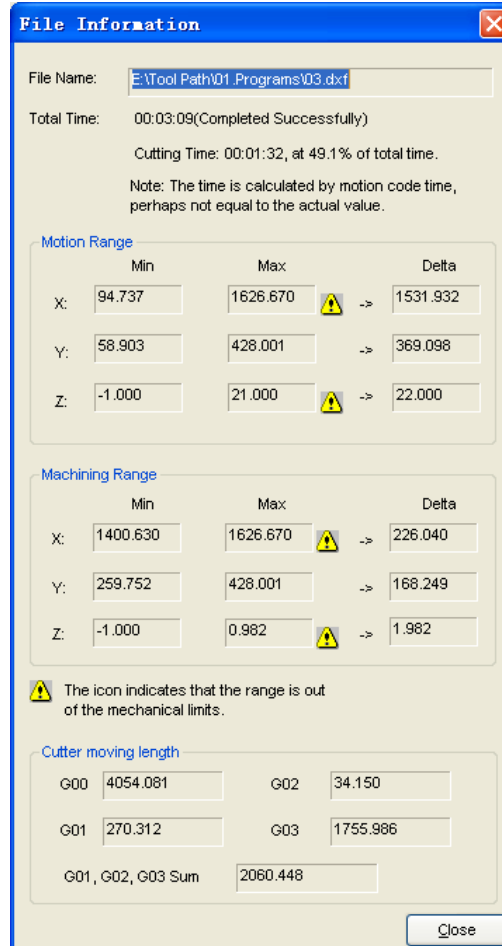 File Information
File Name: E:\Tool Path\01.Programs\03.dxf
Total Time: 00:03:09(Completed Successfully)
Cutting Time: 00:01:32, at 49.1% of total time.
Note: The time is calculated by motion code time,
perhaps not equal to the actual value.
Motion Range
Min Max Delta
X: 94.737 1626.670 -> 1531.932
Y: 58.903 428.001 -> 369.098
Z: -1.000 21.000 -> 22.000
Machining Range
Min Max Delta
X: 1400.630 1626.670 -> 226.040
Y: 259.752 428.001 -> 168.249
Z: -1.000 0.982 -> 1.982
The icon indicates that the range is out
of the mechanical limits.
Cutter moving length
G00 4054.081 G02 34.150
G01 270.312 G03 1755.986
G01, G02, G03 Sum 2060.448
Close